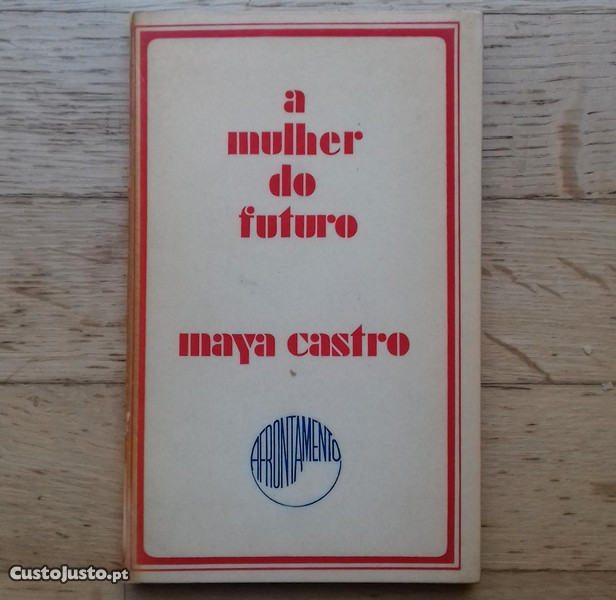 a
mulher
do
futuro
maya castro
AFRONTAMENTO
CustoJusto.pt